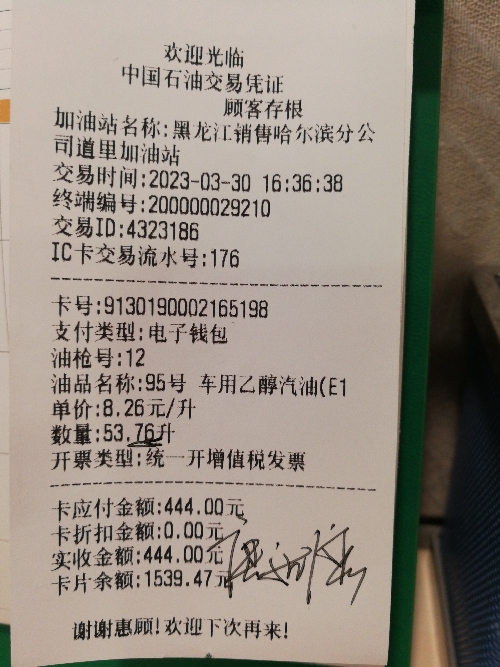 欢迎光临
中国石油交易凭证
顾客存根
加油站名称:黑龙江销售哈尔滨分公
司道里加油站
交易时间:2023-03-30 16:36:38
终端编号:200000029210
交易ID:4323186
IC卡交易流水号:176
卡号:9130190002165198
支付类型:电子钱包
油枪号:12
油品名称:95号 车用乙醇汽油(E1
单价:8.26元/升
数量:53.76升
开票类型:统一开增值税发票
卡应付金额:444.00元
卡折扣金额:0.00元
实收金额:444.00元
卡片余额:1539.47元
谢谢惠顾!欢迎下次再来!